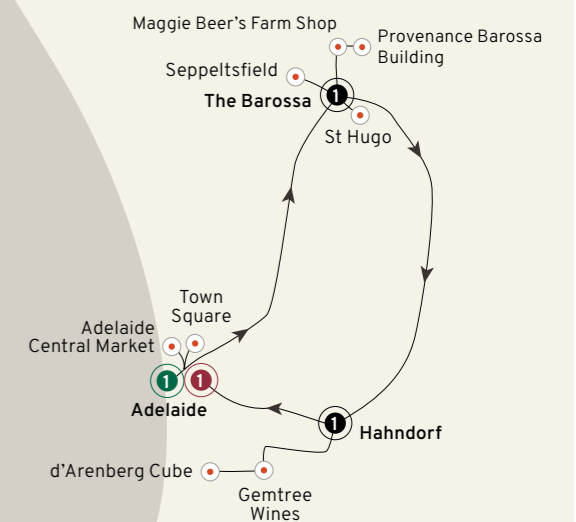 Maggie Beer's Farm Shop
Provenance Barossa
Building
Seppeltsfield
The Barossa
1
St Hugo
Town
Square
Adelaide
Central Market
1
1
Adelaide
1
Hahndorf
d'Arenberg Cube
Gemtree
Wines